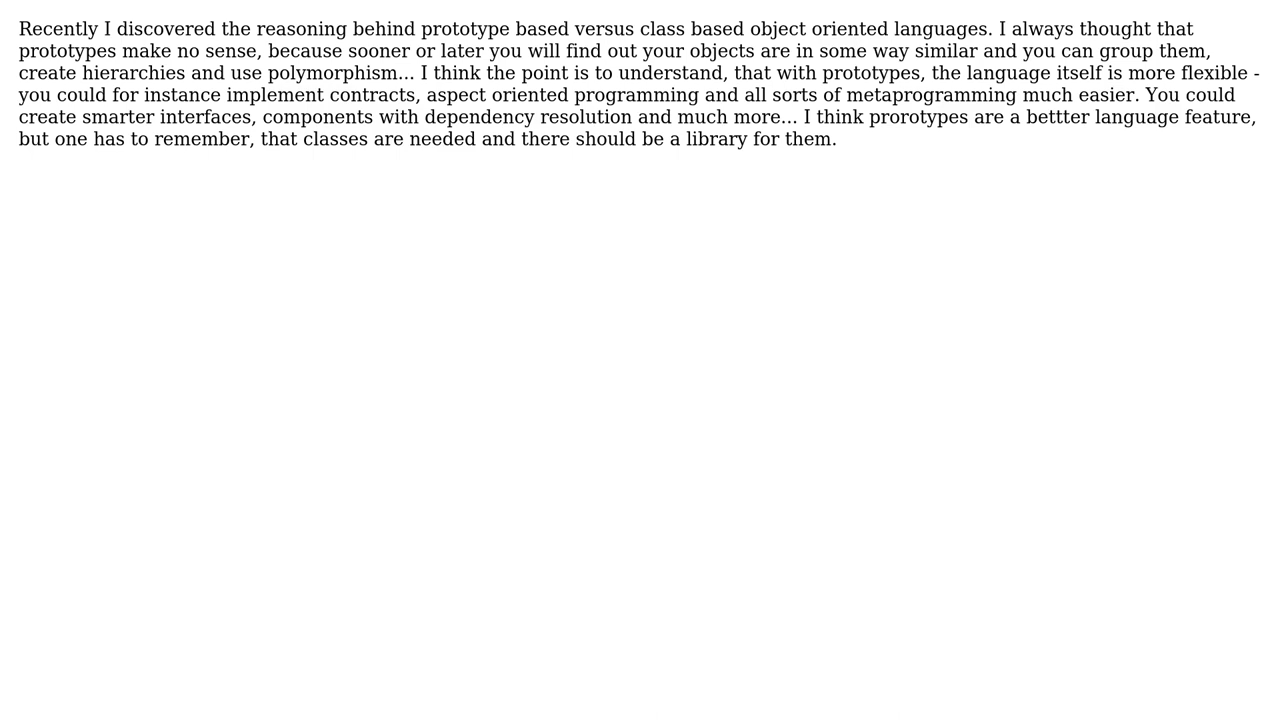 Recently I discovered the reasoning behind prototype based versus class based object oriented languages. I always thought that
prototypes make no sense, because sooner or later you will find out your objects are in some way similar and you can group them,
create hierarchies and use polymorphism... I think the point is to understand, that with prototypes, the language itself is more flexible -
you could for instance implement contracts, aspect oriented programming and all sorts of metaprogramming much easier. You could
create smarter interfaces, components with dependency resolution and much more... I think prorotypes are a bettter language feature,
but one has to remember, that classes are needed and there should be a library for them.